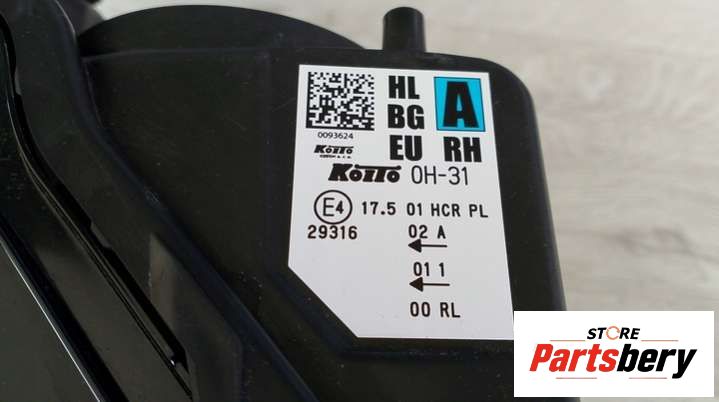 HL
BG
EU
A
RH
0093624
KOITO
KOITO OH-31
E4 17.5 01 HCR PL
29316 02 A
01 1
00 RL
STORE
Partsbery